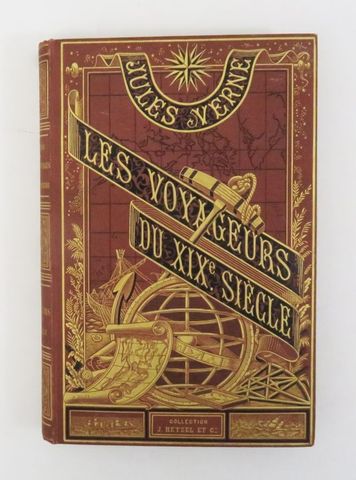 JULES VERNE
LES VOYAGEURS
DU XIXe SIÈCLE
COLLECTION
J. HETZEL ET Cie